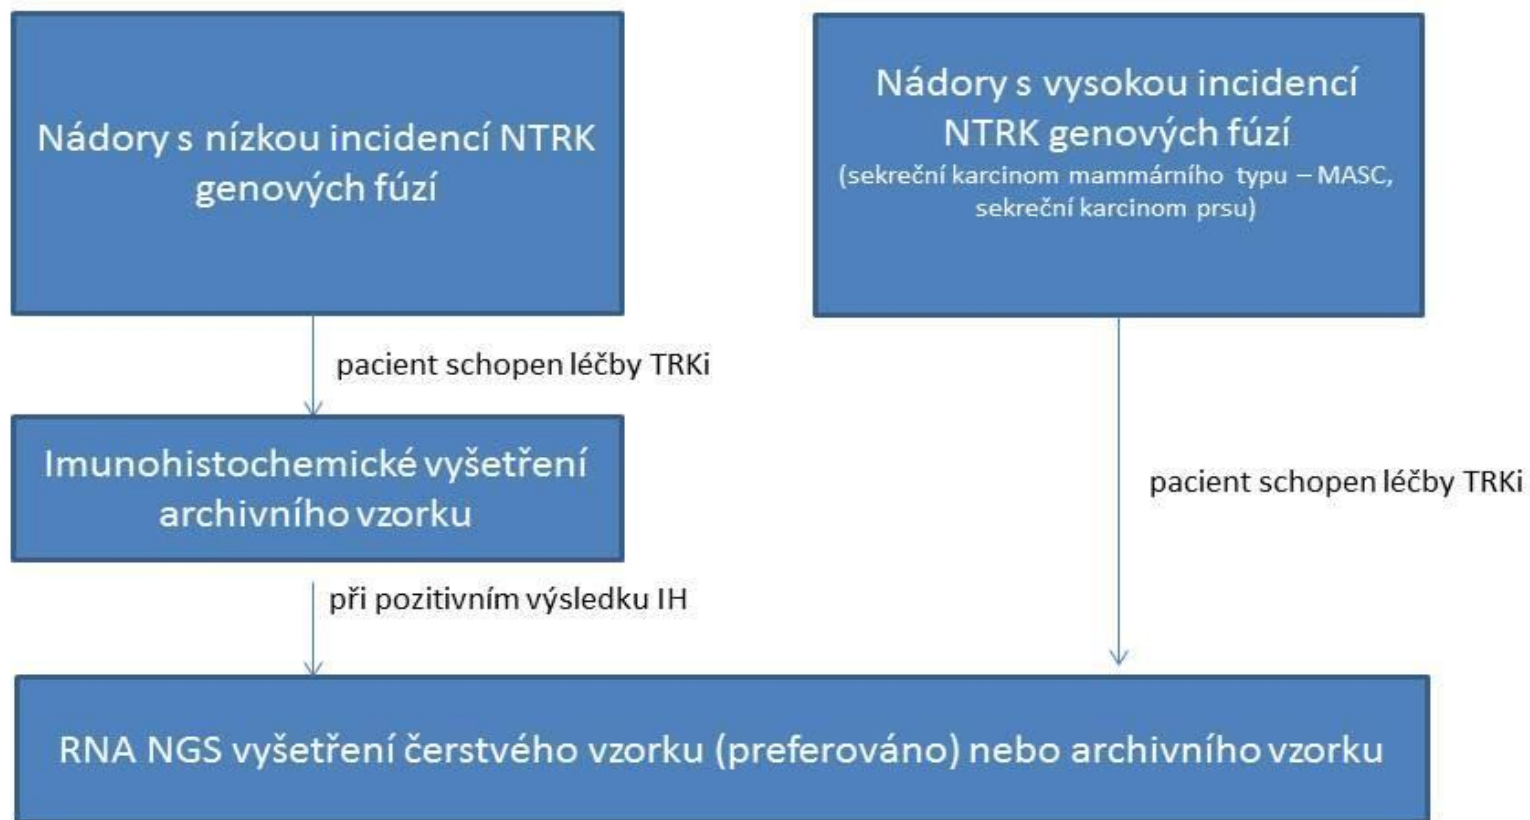 Nádory s nízkou incidencí NTRK
genových fúzí
Nádory s vysokou incidencí
NTRK genových fúzí
(sekreční karcinom mammárního typu – MASC,
sekreční karcinom prsu)
pacient schopen léčby TRKi
Imunohistochemické vyšetření
archivního vzorku
pacient schopen léčby TRKi
při pozitivním výsledku IH
RNA NGS vyšetření čerstvého vzorku (preferováno) nebo archivního vzorku